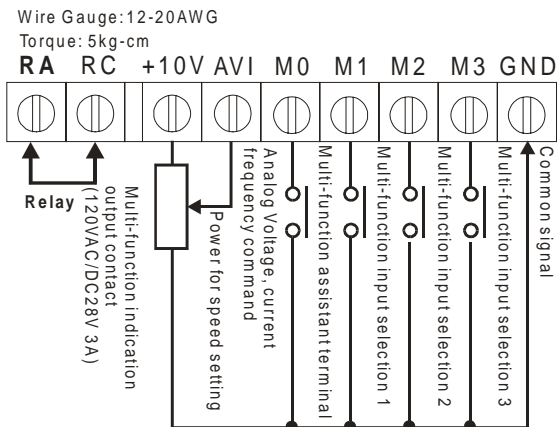 Wire Gauge:12-20AWG
Torque: 5kg-cm
RA RC +10V AVI M0 M1 M2 M3 GND
Relay
Multi-function indication
output contact
(120VAC/DC28V 3A)
Power for speed setting
Analog Voltage, current
frequency command
Multi-function assistant terminal
Multi-function input selection 1
Multi-function input selection 2
Multi-function input selection 3
Common signal